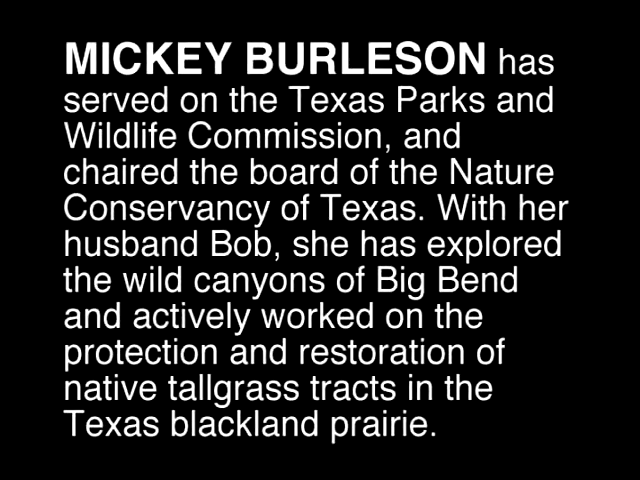 MICKEY BURLESON has
served on the Texas Parks and
Wildlife Commission, and
chaired the board of the Nature
Conservancy of Texas. With her
husband Bob, she has explored
the wild canyons of Big Bend
and actively worked on the
protection and restoration of
native tallgrass tracts in the
Texas blackland prairie.